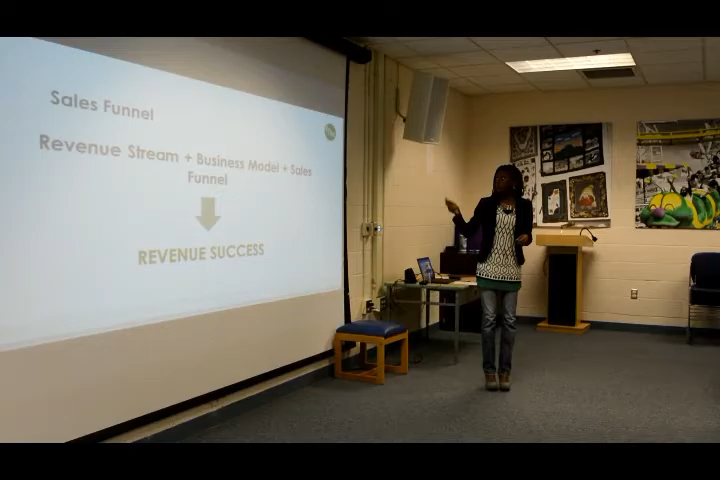 Sales Funnel
Revenue Stream + Business Model + Sales
Funnel
REVENUE SUCCESS